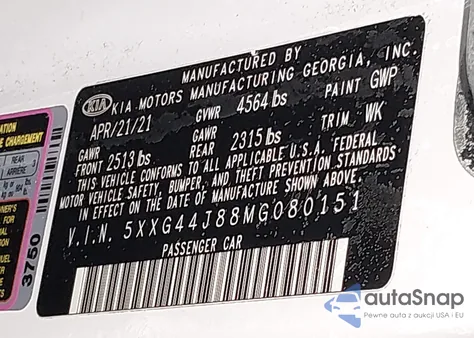 MANUFACTURED BY
KIA KIA MOTORS MANUFACTURING GEORGIA, INC.
APR/21/21 GVWR 4564 lbs PAINT GWP
GAWR FRONT 2513 lbs GAWR REAR 2315 lbs TRIM WK
THIS VEHICLE CONFORMS TO ALL APPLICABLE U.S.A. FEDERAL
MOTOR VEHICLE SAFETY, BUMPER, AND THEFT PREVENTION STANDARDS
IN EFFECT ON THE DATE OF MANUFACTURE SHOWN ABOVE.
V.I.N. 5XXG44J88MG080151
PASSENGER CAR
CHARGEMENT
REAR
ARRIERE
3750
autoSnap
Pewne auta z aukcji USA i EU